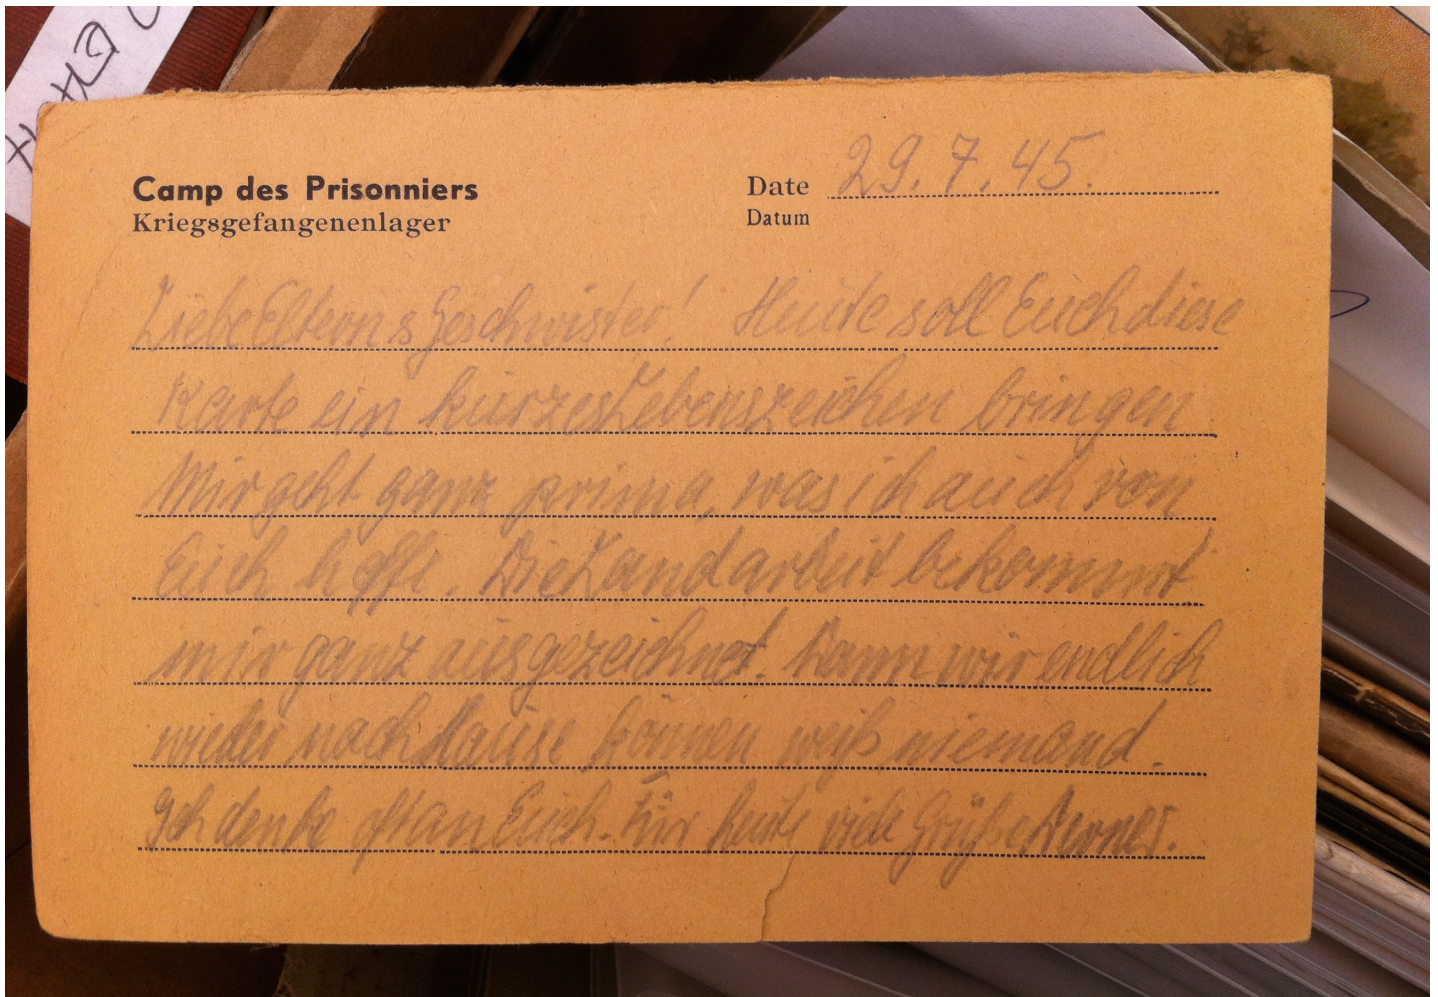 Camp des Prisonniers
Kriegsgefangenenlager
Date 29.7.45.
Datum
Liebe Eltern & Geschwister! Heute soll Euch diese
Karte ein kurzes Lebenszeichen bringen
Mir geht ganz prima, was ich auch von
Euch hoffe. Die Landarbeit bekommt
mir ganz ausgezeichnet. Wann wir endlich
wieder nach Hause können weiß niemand.
Ich denke oft an Euch. Für heute viele Grüße Werner.